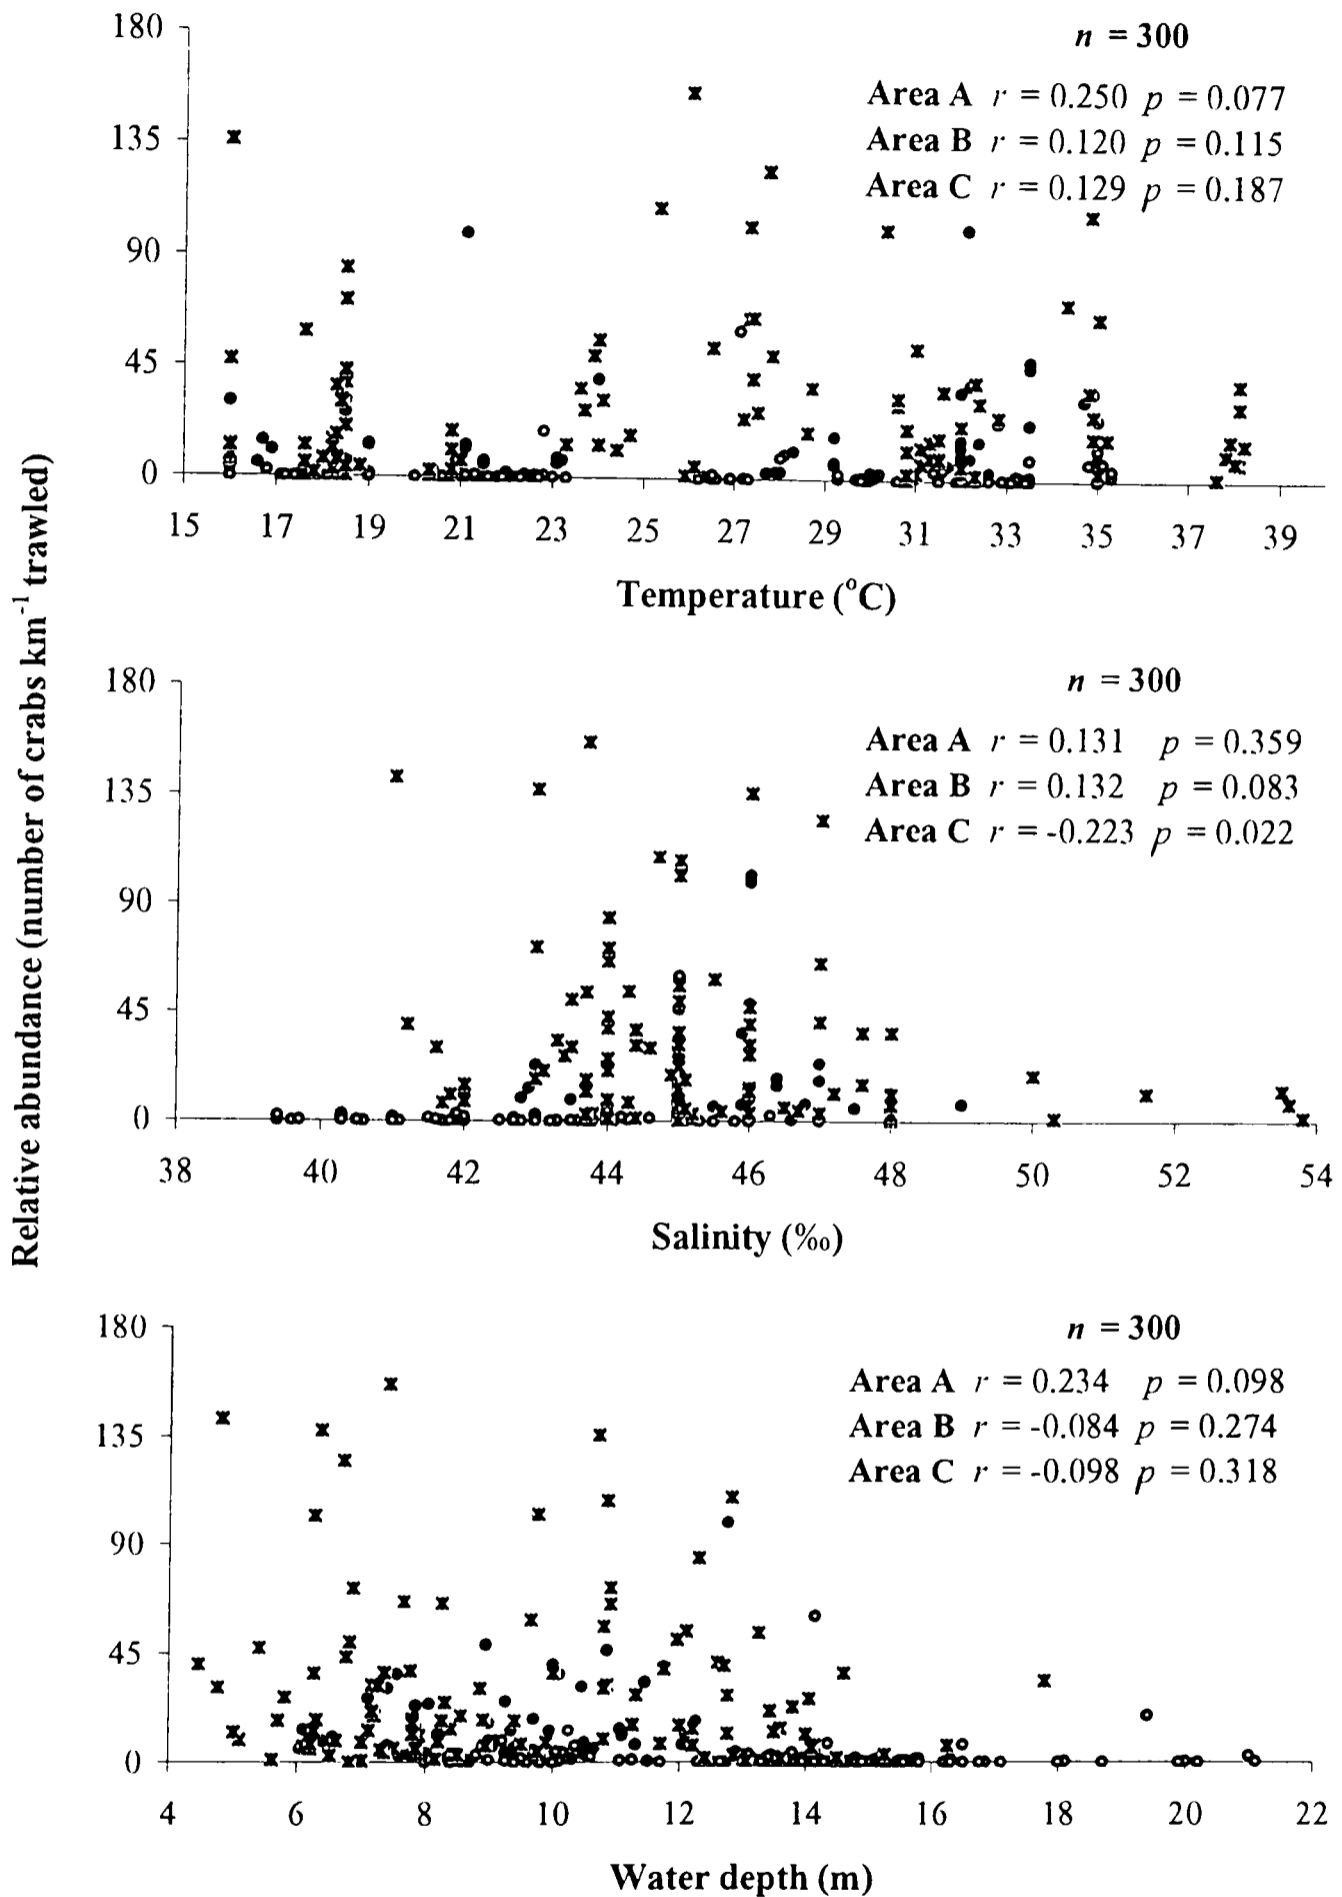 Relative abundance (number of crabs km⁻¹ trawled)
180
135
90
45
0
n = 300
Area A r = 0.250 p = 0.077
Area B r = 0.120 p = 0.115
Area C r = 0.129 p = 0.187
15 17 19 21 23 25 27 29 31 33 35 37 39
Temperature (°C)
180
135
90
45
0
n = 300
Area A r = 0.131 p = 0.359
Area B r = 0.132 p = 0.083
Area C r = -0.223 p = 0.022
38 40 42 44 46 48 50 52 54
Salinity (‰)
180
135
90
45
0
n = 300
Area A r = 0.234 p = 0.098
Area B r = -0.084 p = 0.274
Area C r = -0.098 p = 0.318
4 6 8 10 12 14 16 18 20 22
Water depth (m)